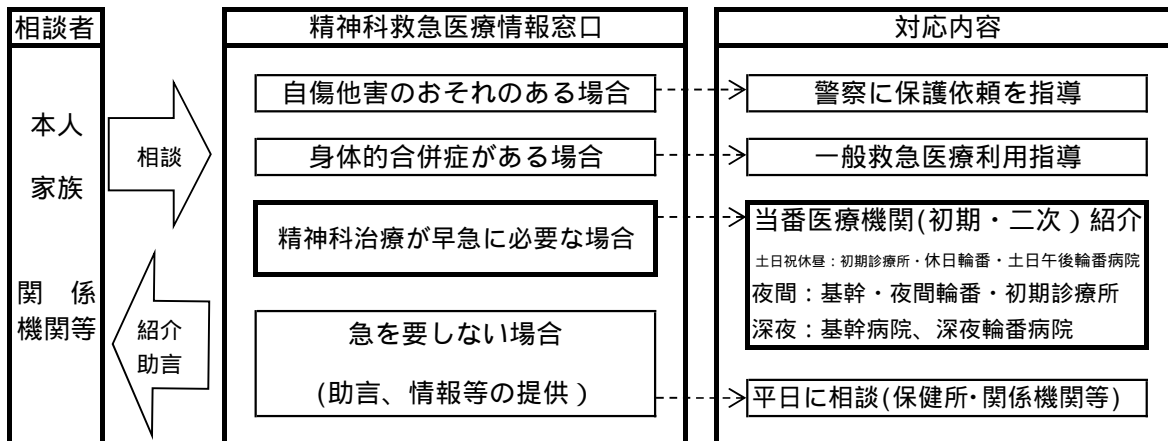 相談者
精神科救急医療情報窓口
対応内容
本人
家族
関　係
機関等
相談
紹介
助言
自傷他害のおそれのある場合
警察に保護依頼を指導
身体的合併症がある場合
一般救急医療利用指導
精神科治療が早急に必要な場合
当番医療機関(初期・二次）紹介
土日祝休昼：初期診療所・休日輪番・土日午後輪番病院
夜間：基幹・夜間輪番・初期診療所
深夜：基幹病院、深夜輪番病院
急を要しない場合
(助言、情報等の提供）
平日に相談(保健所・関係機関等)